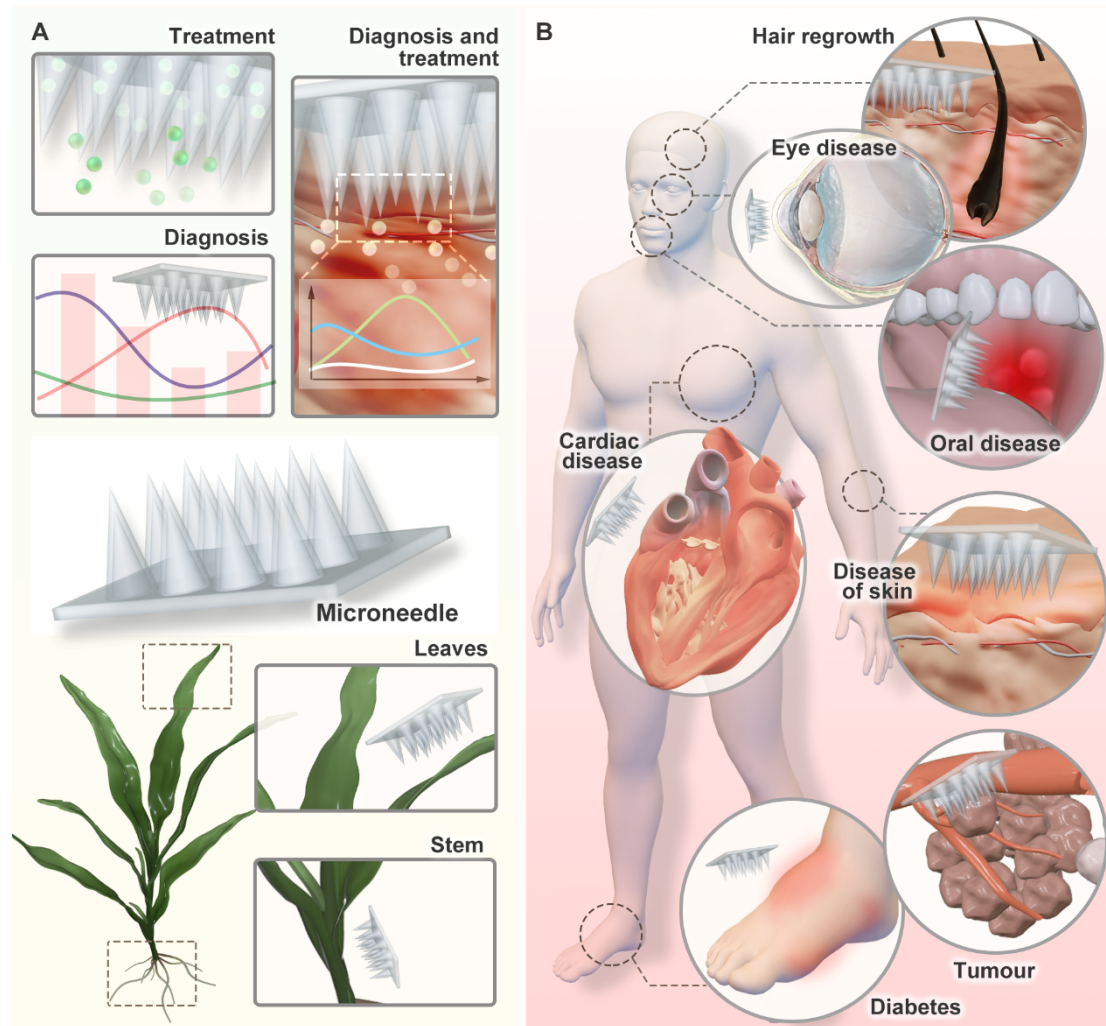 A
Treatment
Diagnosis and
treatment
Diagnosis
Microneedle
Leaves
Stem
B
Hair regrowth
Eye disease
Oral disease
Cardiac
disease
Disease
of skin
Tumour
Diabetes